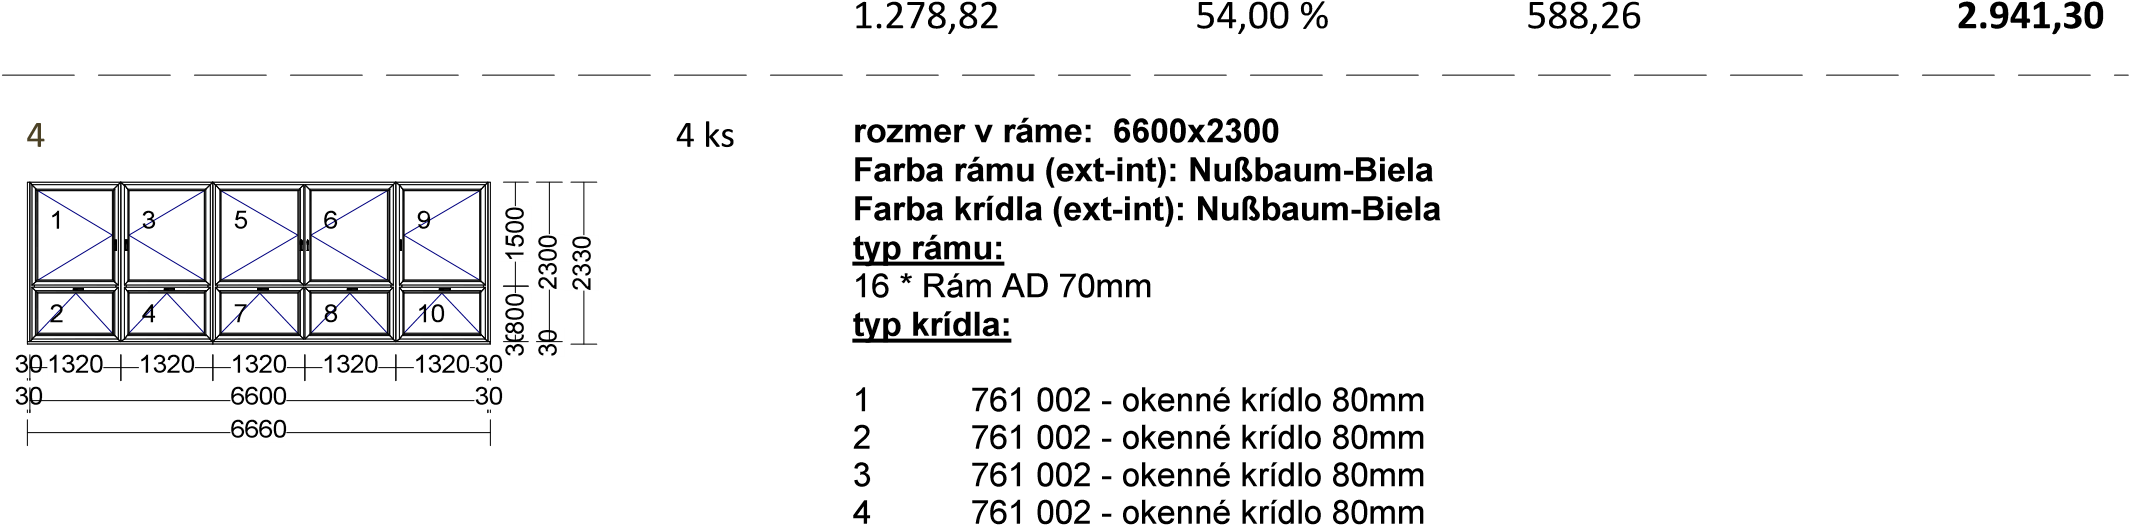 1.278,82 54,00 % 588,26 2.941,30
4 4 ks rozmer v ráme: 6600x2300
Farba rámu (ext-int): Nußbaum-Biela
Farba krídla (ext-int): Nußbaum-Biela
typ rámu:
16 * Rám AD 70mm
typ krídla:
1 761 002 - okenné krídlo 80mm
2 761 002 - okenné krídlo 80mm
3 761 002 - okenné krídlo 80mm
4 761 002 - okenné krídlo 80mm
1 3 5 6 9
2 4 7 8 10
1500
800
30
2300
30
2330
30 1320 1320 1320 1320 1320 30
30 6600 30
6660